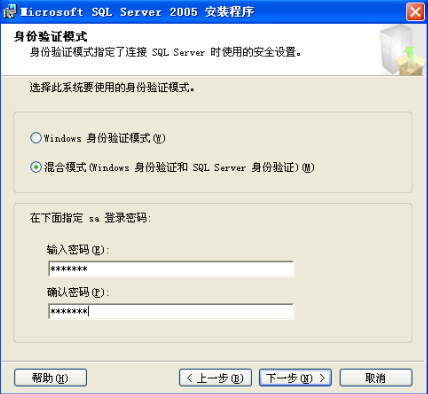 Microsoft SQL Server 2005 安装程序
身份验证模式
身份验证模式指定了连接 SQL Server 时使用的安全设置。
选择此系统要使用的身份验证模式。
Windows 身份验证模式(W)
混合模式(Windows 身份验证和 SQL Server 身份验证)(M)
在下面指定 sa 登录密码:
输入密码(E):
*******
确认密码(P):
*******
帮助(H)
< 上一步(B)
下一步(N) >
取消